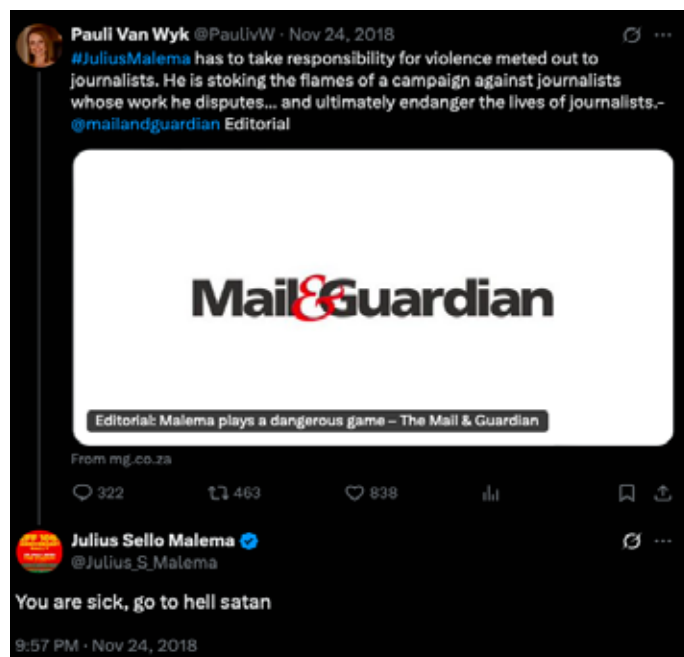 Pauli Van Wyk @PaulivW · Nov 24, 2018
#JuliusMalema has to take responsibility for violence meted out to
journalists. He is stoking the flames of a campaign against journalists
whose work he disputes... and ultimately endanger the lives of journalists.-
@mailandguardian Editorial
Mail&Guardian
Editorial: Malema plays a dangerous game – The Mail & Guardian
From mg.co.za
322 463 838
Julius Sello Malema
@Julius_S_Malema
You are sick, go to hell satan
9:57 PM · Nov 24, 2018